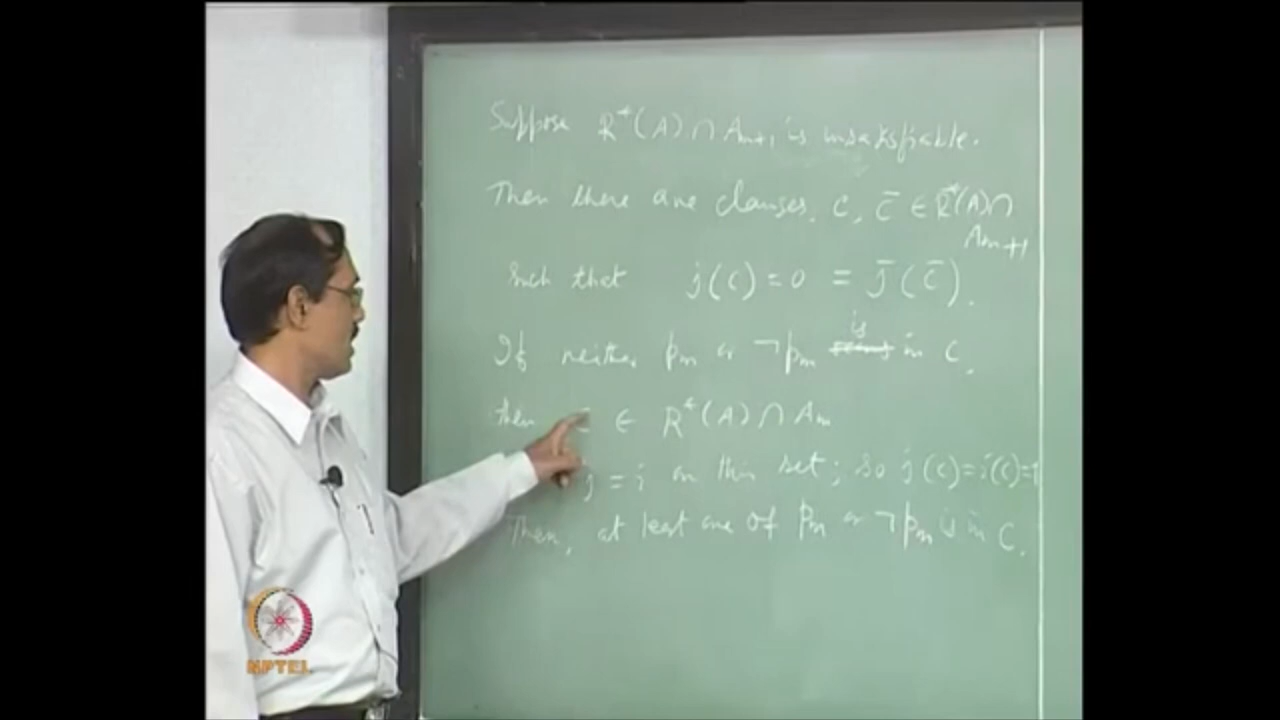 Suppose R*(A) ∩ Am+1 is unsatisfiable.
Then there are clauses, C, C̄ ∈ R*(A) ∩
Am+1
such that j(C) = 0 = j̄(C̄).
is
If neither pm or ¬pm in C,
then ∈ R*(A) ∩ Am
j = i on this set; so j(C) = i(C) = 1
Then, at least one of pm or ¬pm is in C.
NPTEL